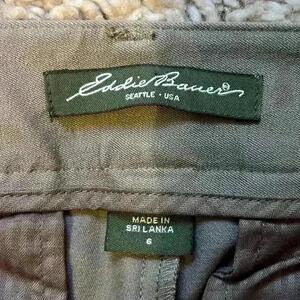 Eddie Bauer®
SEATTLE • USA
MADE IN
SRI LANKA
6